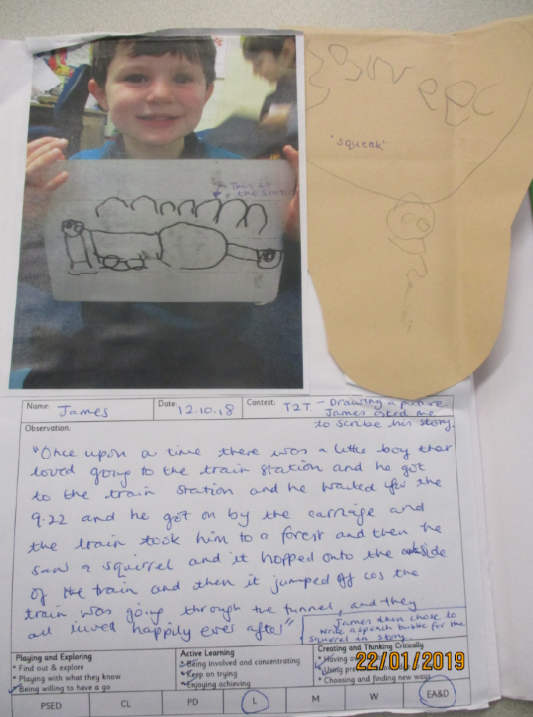 This is
the smoke
"squeak"
Name: James
Date: 12.10.18
Context: T2T. - Drawing a picture
James asked me
to scribe his story.
Observation:
"Once upon a time there was a little boy that
loved going to the train station and he got
to the train station and he waited for the
9.22 and he got on by the carriage and
the train took him to a forest and then he
saw a squirrel and it hopped onto the outside
of the train and then it jumped off cos the
train was going through the tunnel, and they
all lived happily ever after"
James then chose to
write a speech bubble for the
squirrel in story.
Playing and Exploring
* Find out & explore
* Playing with what they know
* Being willing to have a go
Active Learning
* Being involved and concentrating
* Keep on trying
* Enjoying achieving
Creating and Thinking Critically
* Having ow
* Using pre
* Choosing and finding new ways
22/01/2019
PSED CL PD L M W EA&D